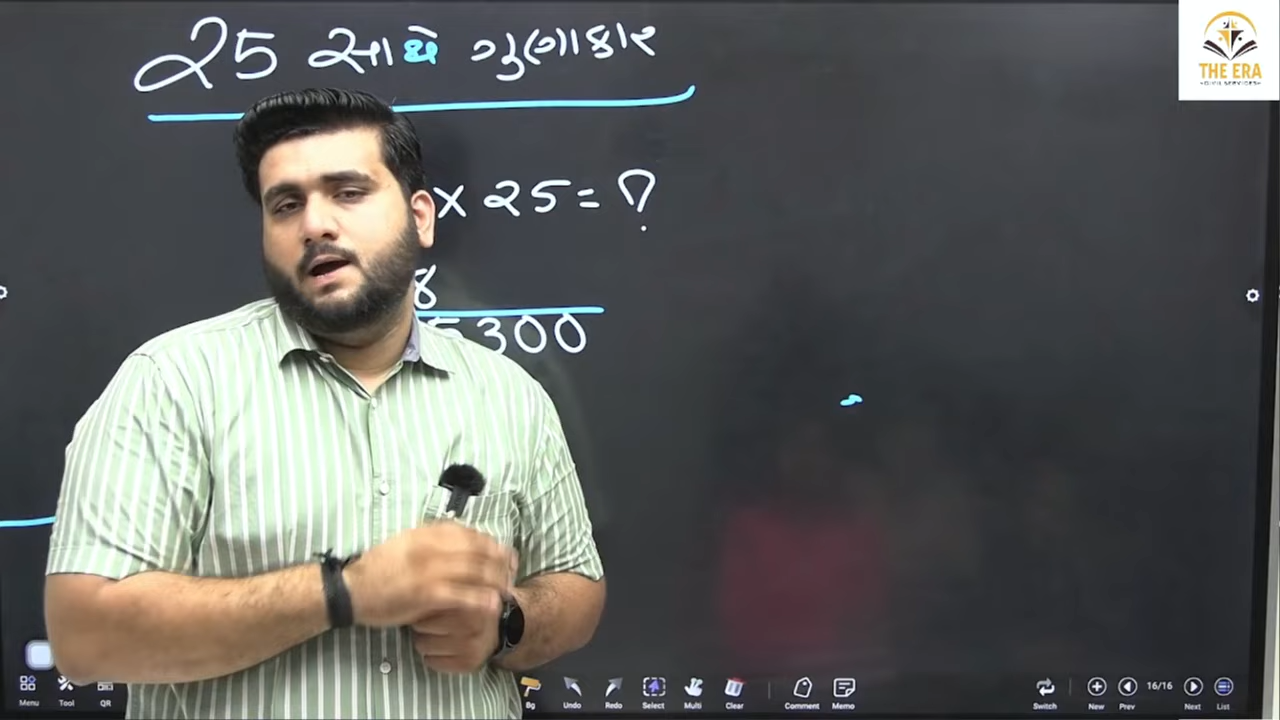 25 સાથે ગુણાકાર
x 25 = ?
8
5300
THE ERA
Menu
Tool
QR
Bg
Undo
Redo
Select
Multi
Clear
Comment
Memo
Switch
New
Prev
16/16
Next
List